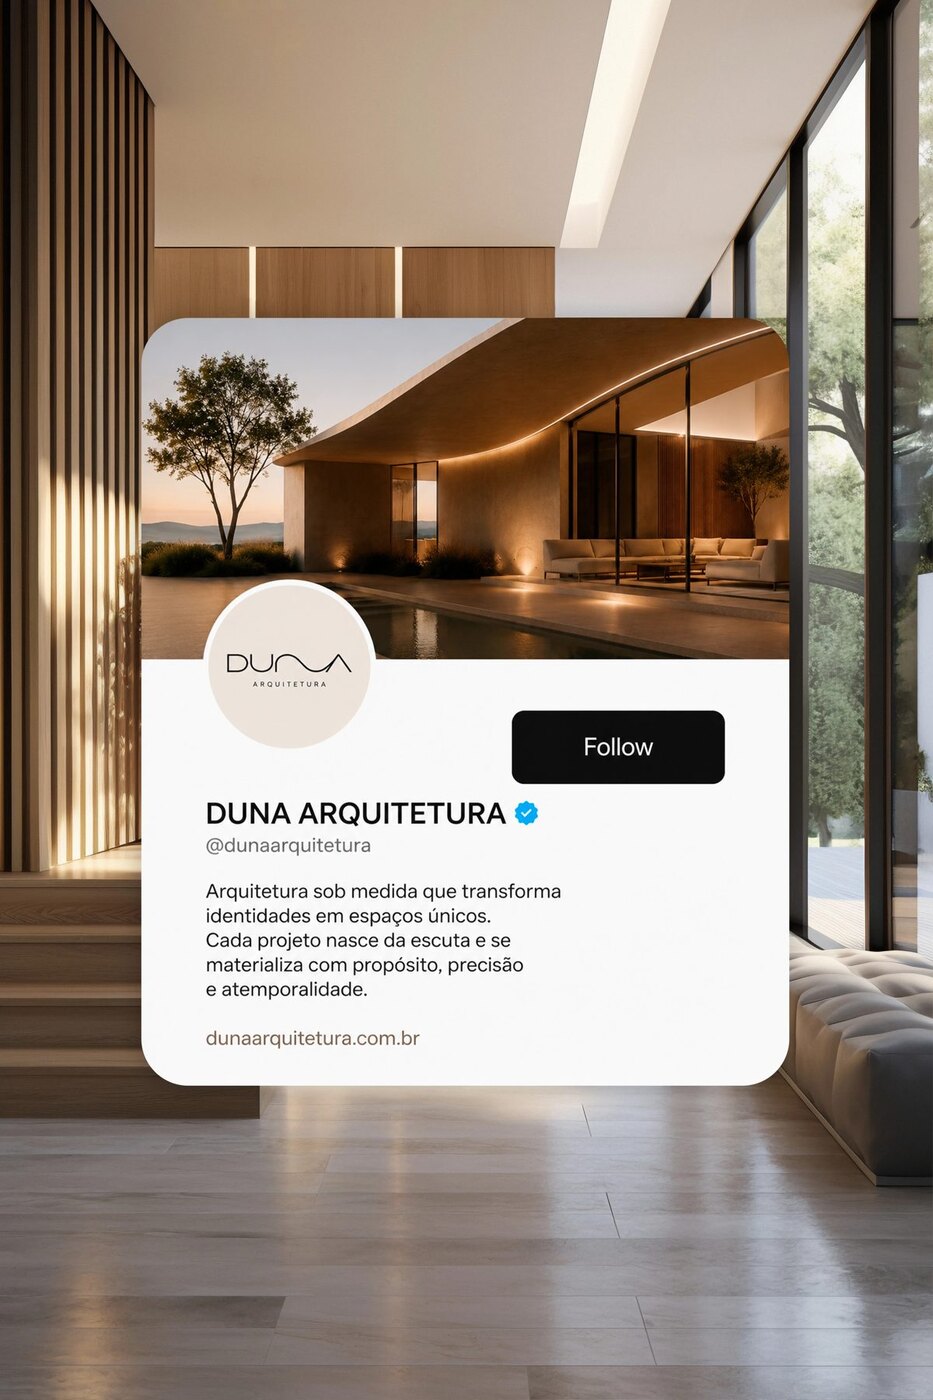 DUNA
ARQUITETURA
Follow
DUNA ARQUITETURA
@dunaarquitetura
Arquitetura sob medida que transforma
identidades em espaços únicos.
Cada projeto nasce da escuta e se
materializa com propósito, precisão
e atemporalidade.
dunaarquitetura.com.br